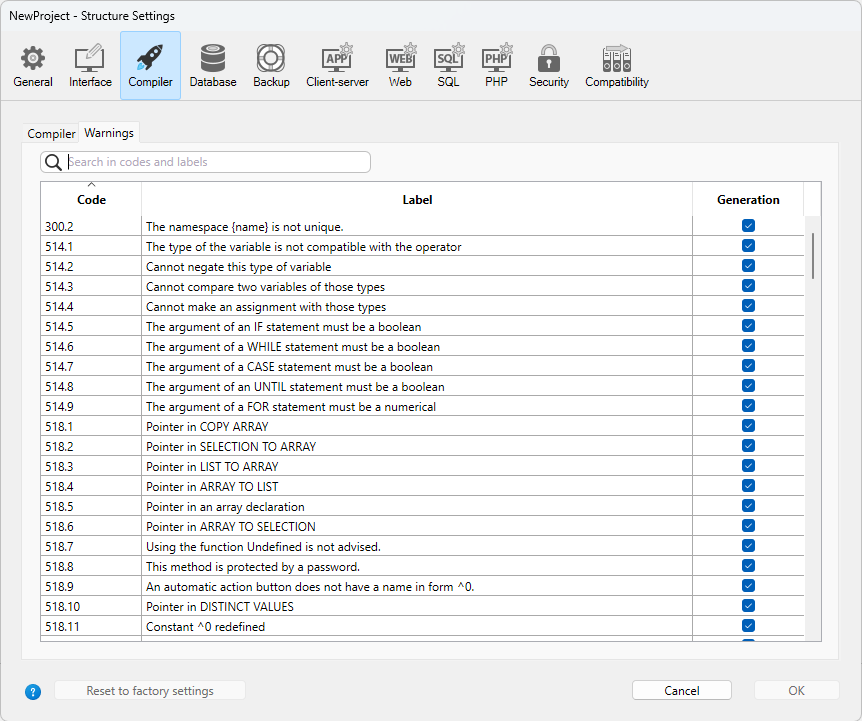 NewProject - Structure Settings
APP WEB SQL PHP
General Interface Compiler Database Backup Client-server Web SQL PHP Security Compatibility
Compiler Warnings
Search in codes and labels
Code Label Generation
300.2 The namespace {name} is not unique.
514.1 The type of the variable is not compatible with the operator
514.2 Cannot negate this type of variable
514.3 Cannot compare two variables of those types
514.4 Cannot make an assignment with those types
514.5 The argument of an IF statement must be a boolean
514.6 The argument of a WHILE statement must be a boolean
514.7 The argument of a CASE statement must be a boolean
514.8 The argument of an UNTIL statement must be a boolean
514.9 The argument of a FOR statement must be a numerical
518.1 Pointer in COPY ARRAY
518.2 Pointer in SELECTION TO ARRAY
518.3 Pointer in LIST TO ARRAY
518.4 Pointer in ARRAY TO LIST
518.5 Pointer in an array declaration
518.6 Pointer in ARRAY TO SELECTION
518.7 Using the function Undefined is not advised.
518.8 This method is protected by a password.
518.9 An automatic action button does not have a name in form ^0.
518.10 Pointer in DISTINCT VALUES
518.11 Constant ^0 redefined
? Reset to factory settings Cancel OK